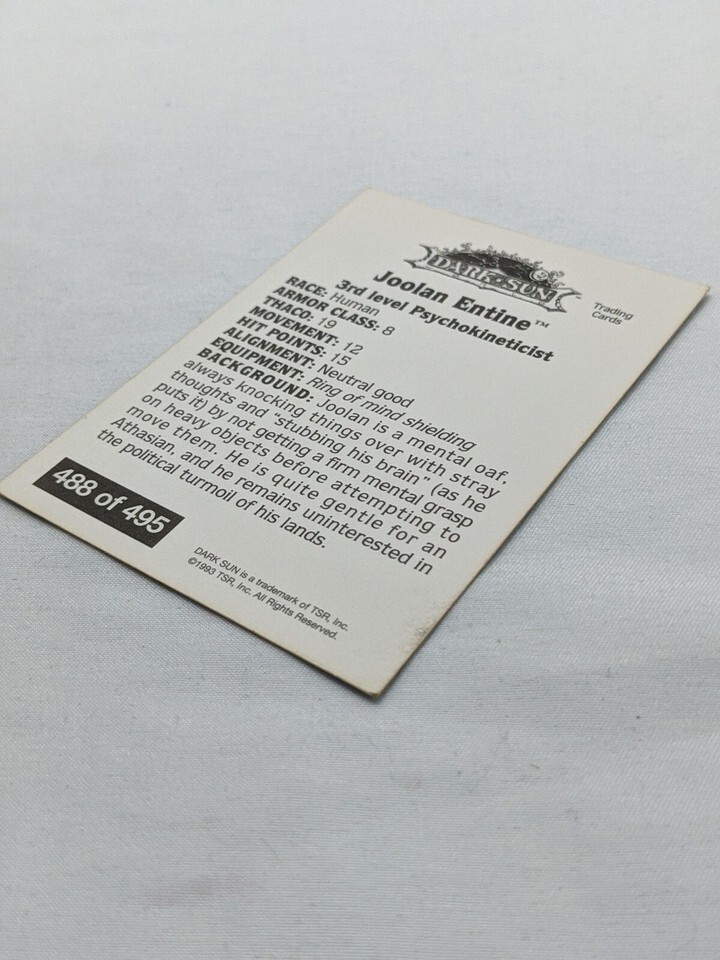 DARK SUN
Trading
Cards
Joolan Entine™
3rd level Psychokineticist
RACE: Human
ARMOR CLASS: 8
THACO: 19
MOVEMENT: 12
HIT POINTS: 15
ALIGNMENT: Neutral good
EQUIPMENT: Ring of mind shielding
BACKGROUND: Joolan is a mental oaf,
always knocking things over with stray
thoughts and "stubbing his brain" (as he
puts it) by not getting a firm mental grasp
on heavy objects before attempting to
move them. He is quite gentle for an
Athasian, and he remains uninterested in
the political turmoil of his lands.
488 of 495
DARK SUN is a trademark of TSR, Inc.
©1993 TSR, Inc. All Rights Reserved.